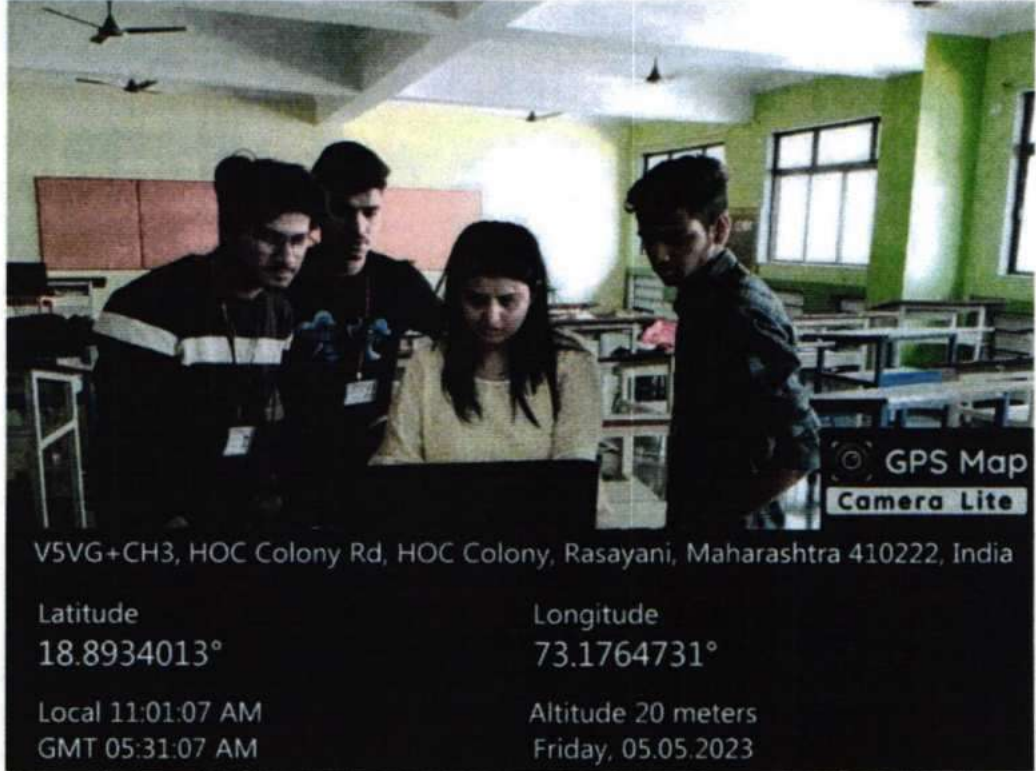 GPS Map
Camera Lite
V5VG+CH3, HOC Colony Rd, HOC Colony, Rasayani, Maharashtra 410222, India
Latitude
18.8934013°
Longitude
73.1764731°
Local 11:01:07 AM
GMT 05:31:07 AM
Altitude 20 meters
Friday, 05.05.2023